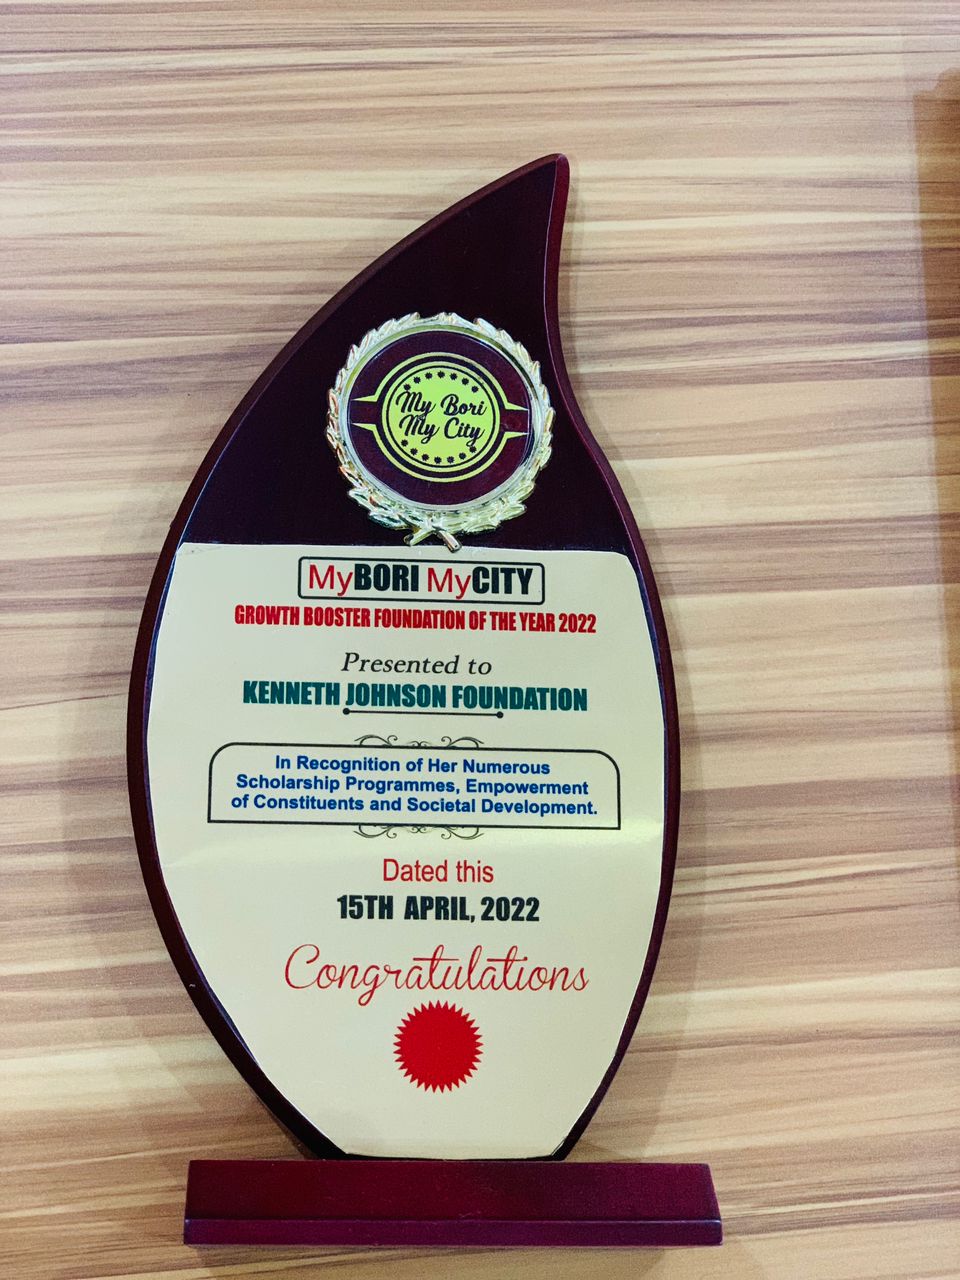 My Bori
My City
MyBORI MyCITY
GROWTH BOOSTER FOUNDATION OF THE YEAR 2022
Presented to
KENNETH JOHNSON FOUNDATION
In Recognition of Her Numerous
Scholarship Programmes, Empowerment
of Constituents and Societal Development.
Dated this
15TH APRIL, 2022
Congratulations